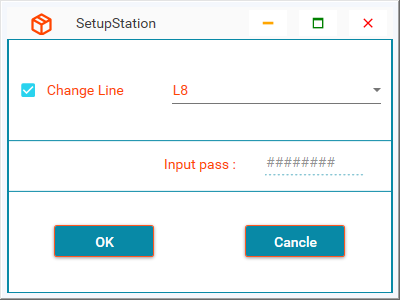 SetupStation
Change Line
L8
Input pass :
########
OK
Cancle